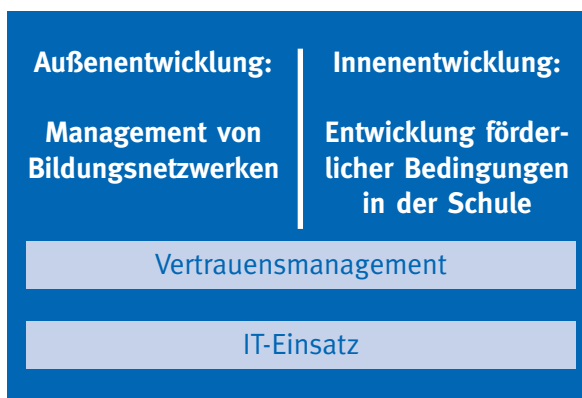 Außenentwicklung:
Management von
Bildungsnetzwerken
Innenentwicklung:
Entwicklung förder-
licher Bedingungen
in der Schule
Vertrauensmanagement
IT-Einsatz